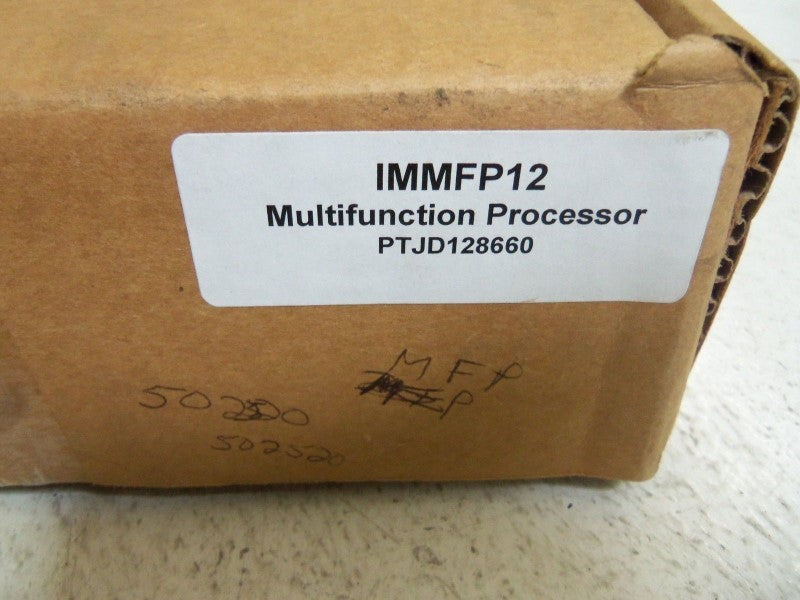 IMMFP12
Multifunction Processor
PTJD128660
MFP
502520